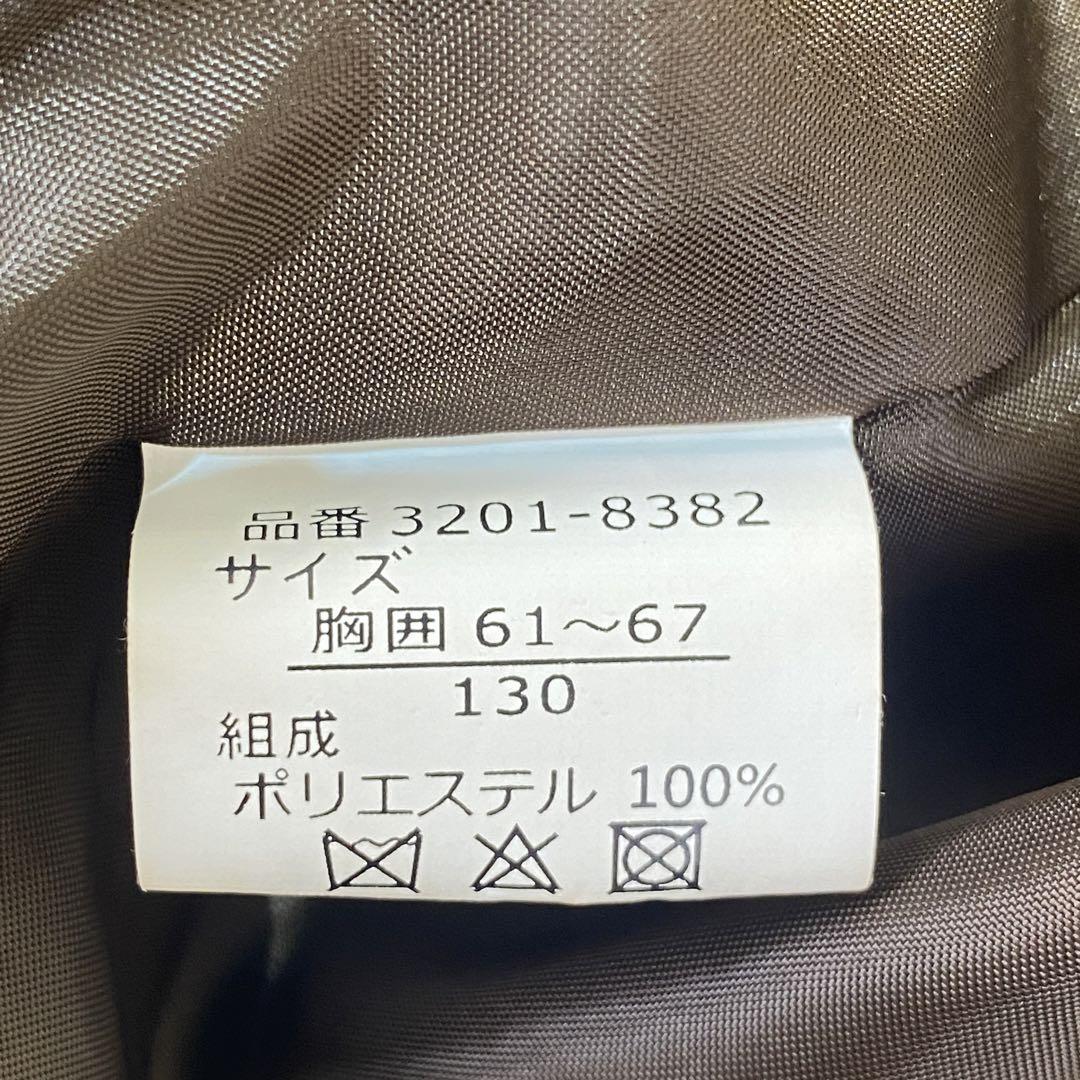 品番 3201-8382
サイズ
胸囲 61～67
130
組成
ポリエステル 100%